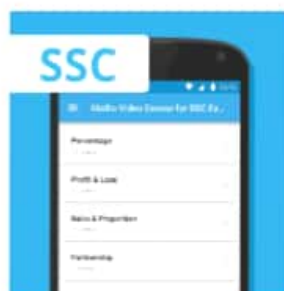 SSC
Maths Video Course for SSC Ex..
Percentage
Profit & Loss
Ratio & Proportion
Partnership